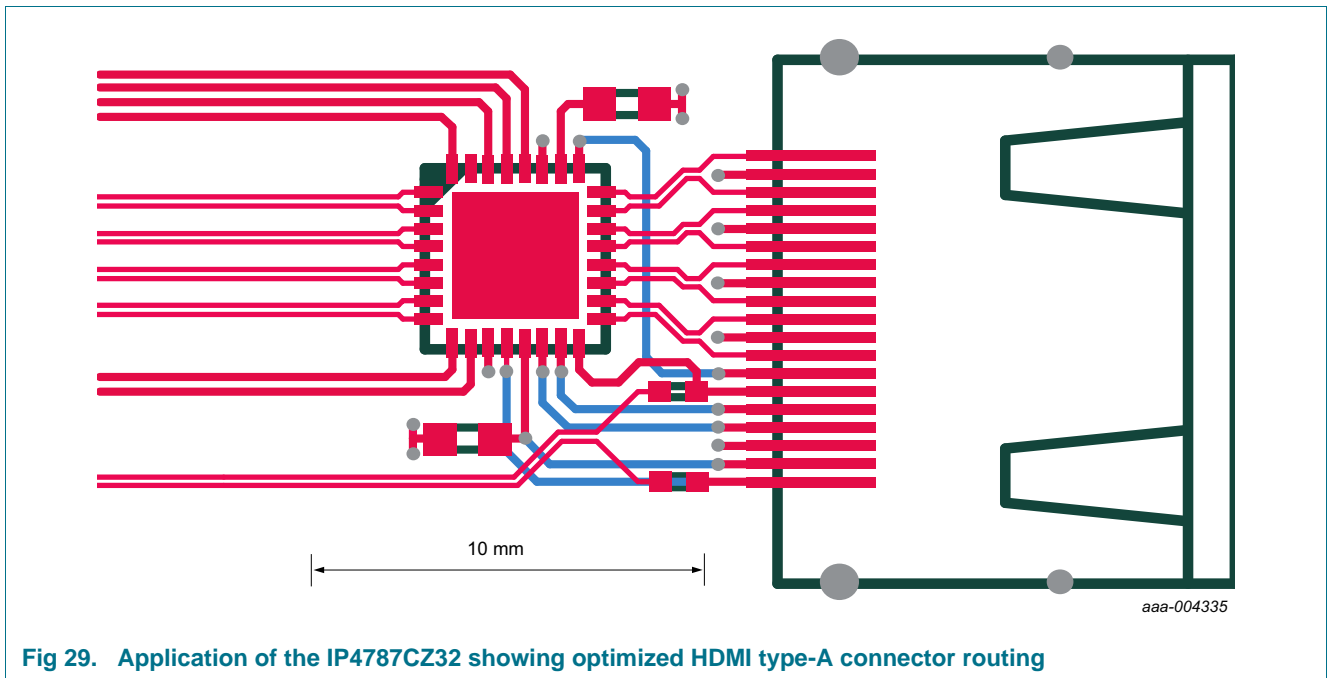 10 mm
aaa-004335
Fig 29. Application of the IP4787CZ32 showing optimized HDMI type-A connector routing